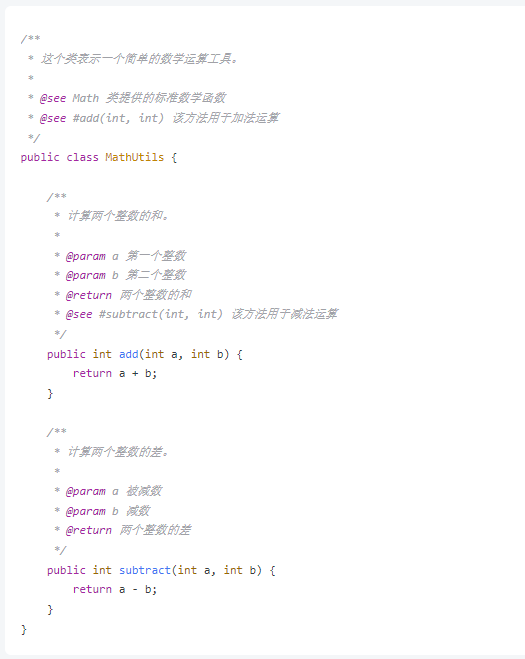 /**
 * 这个类表示一个简单的数学运算工具。
 *
 * @see Math 类提供的标准数学函数
 * @see #add(int, int) 该方法用于加法运算
 */
public class MathUtils {

    /**
     * 计算两个整数的和。
     *
     * @param a 第一个整数
     * @param b 第二个整数
     * @return 两个整数的和
     * @see #subtract(int, int) 该方法用于减法运算
     */
    public int add(int a, int b) {
        return a + b;
    }

    /**
     * 计算两个整数的差。
     *
     * @param a 被减数
     * @param b 减数
     * @return 两个整数的差
     */
    public int subtract(int a, int b) {
        return a - b;
    }
}